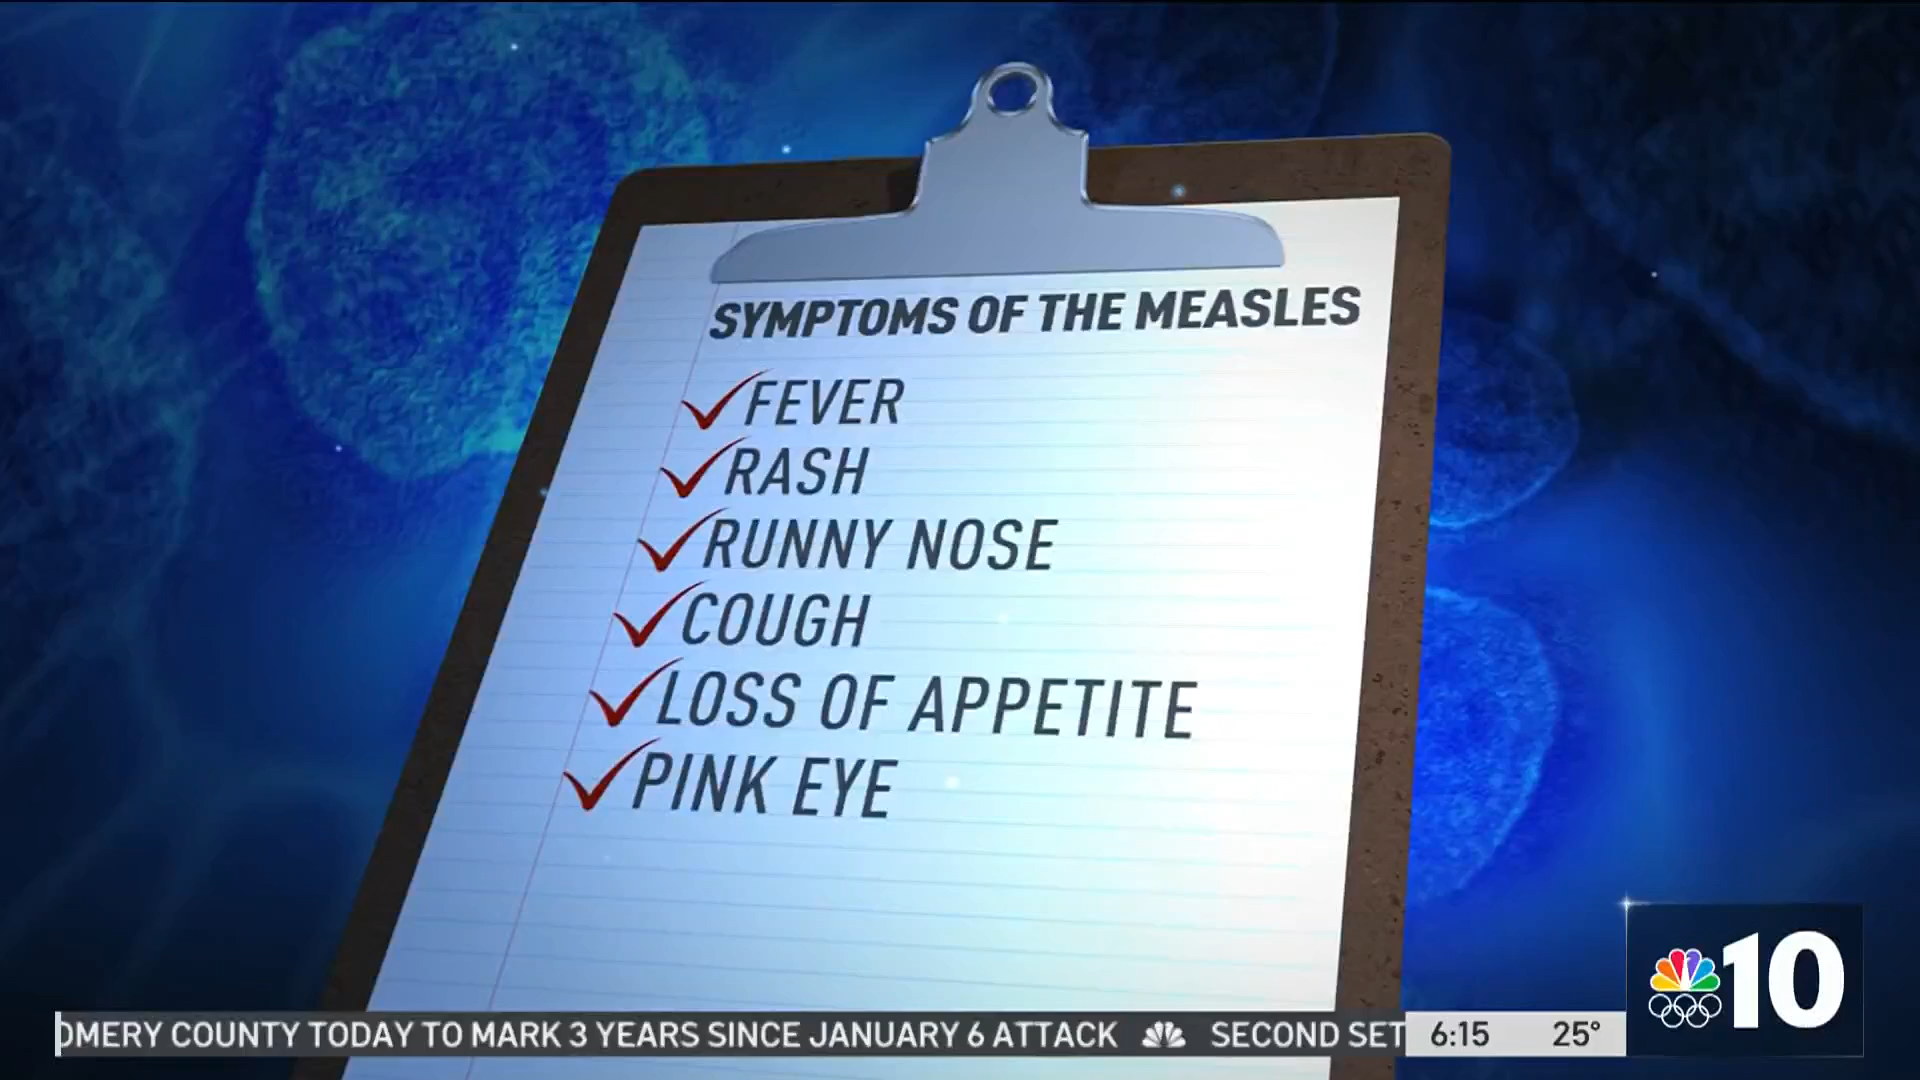 SYMPTOMS OF THE MEASLES
FEVER
RASH
RUNNY NOSE
COUGH
LOSS OF APPETITE
PINK EYE
10
COUNTY TODAY TO MARK 3 YEARS SINCE JANUARY 6 ATTACK SECOND SET
6:15 25°